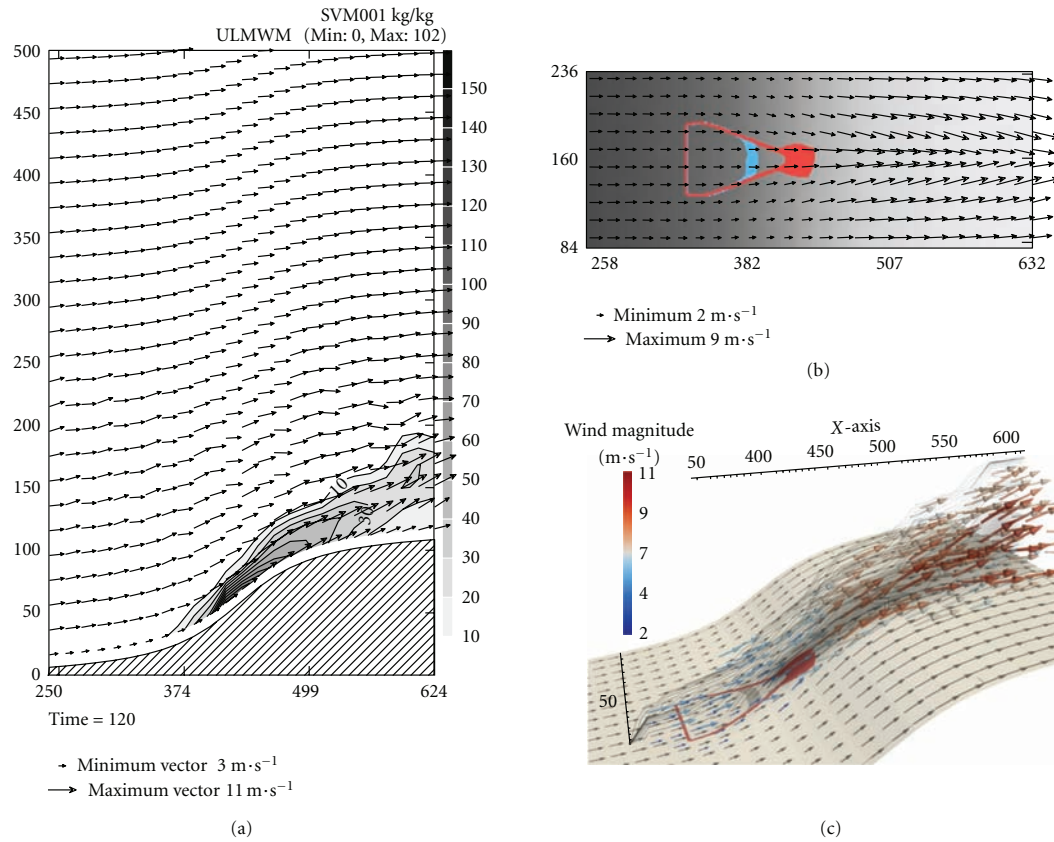 SVM001 kg/kg
ULMWM (Min: 0, Max: 102)
500
450
400
350
300
250
200
150
100
50
0
250 374 499 624
150
140
130
120
110
100
90
80
70
60
50
40
30
20
10
10
Time = 120
Minimum vector 3 m·s⁻¹
Maximum vector 11 m·s⁻¹
(a)
236
160
84
258 382 507 632
Minimum 2 m·s⁻¹
Maximum 9 m·s⁻¹
(b)
Wind magnitude
(m·s⁻¹)
11
9
7
4
2
X-axis
50 400 450 500 550 600
50
(c)